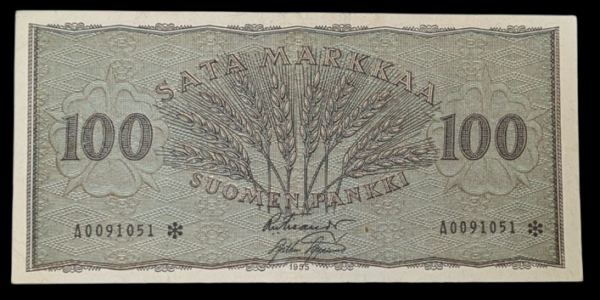 SATA MARKKAA
100 100
SUOMEN PANKKI
A0091051 * A0091051 *
1955